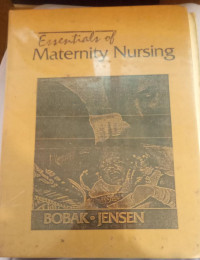 Essentials of
Maternity Nursing
BOBAK • JENSEN